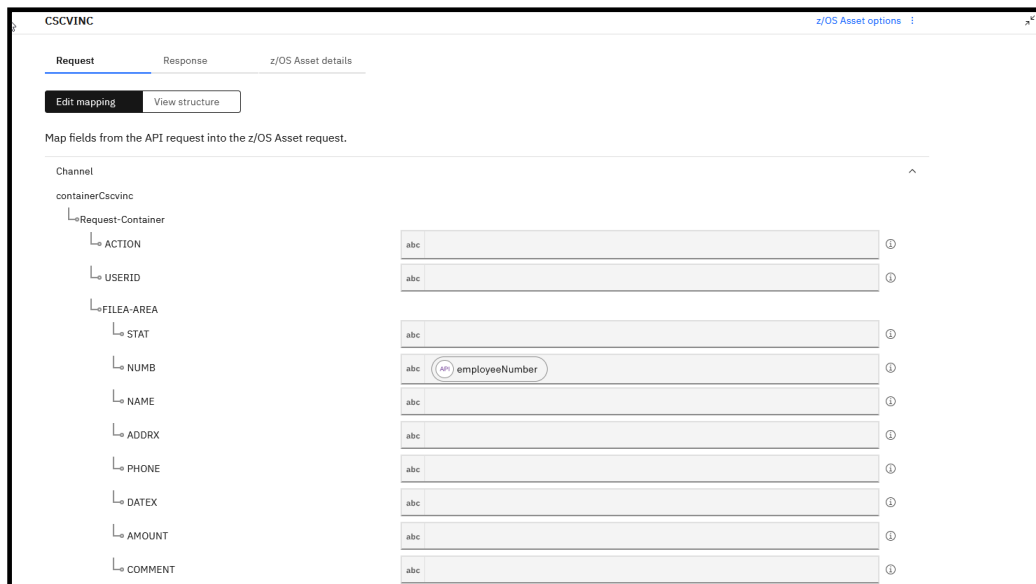 CSCVINC
z/OS Asset options
Request Response z/OS Asset details
Edit mapping View structure
Map fields from the API request into the z/OS Asset request.
Channel
containerCscvinc
Request-Container
ACTION abc
USERID abc
FILEA-AREA
STAT abc
NUMB abc API employeeNumber
NAME abc
ADDRX abc
PHONE abc
DATEX abc
AMOUNT abc
COMMENT abc